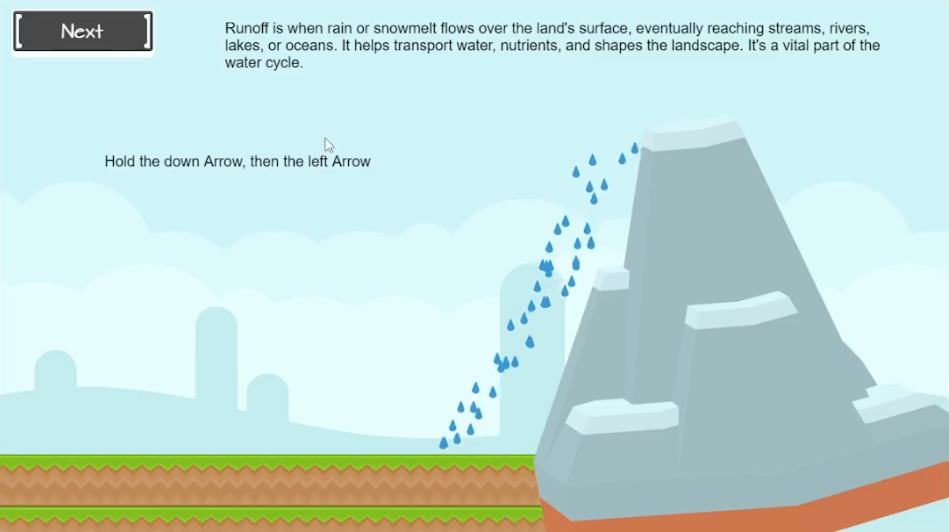 Next
Runoff is when rain or snowmelt flows over the land's surface, eventually reaching streams, rivers,
lakes, or oceans. It helps transport water, nutrients, and shapes the landscape. It's a vital part of the
water cycle.
Hold the down Arrow, then the left Arrow